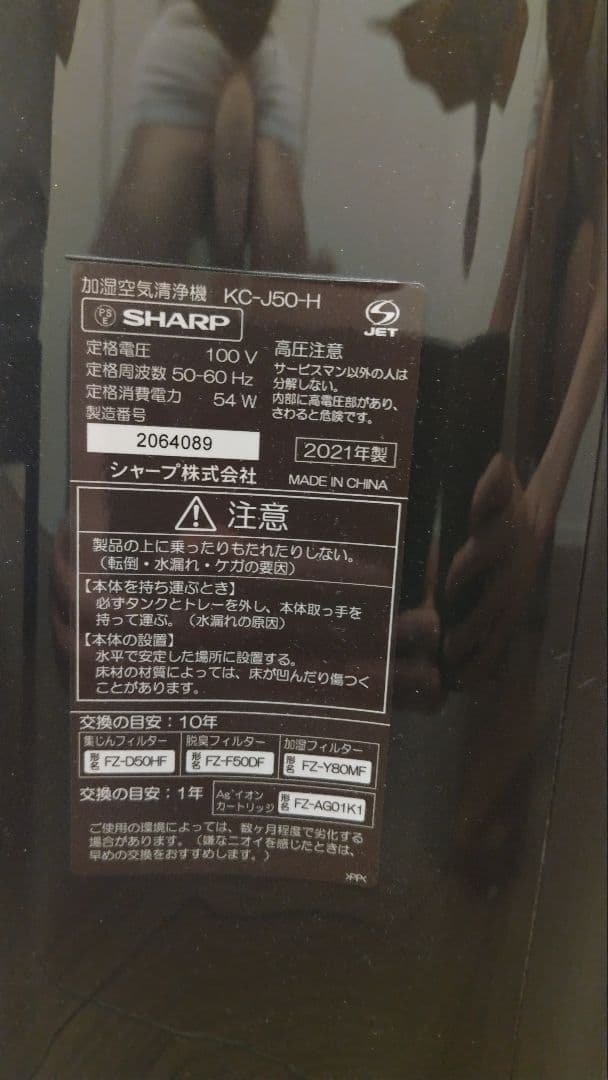 加湿空気清浄機 KC-J50-H
PS E SHARP
JET
定格電圧 100 V
定格周波数 50-60 Hz
定格消費電力 54 W
製造番号
2064089
シャープ株式会社
高圧注意
サービスマン以外の人は
分解しない。
内部に高電圧部があり、
さわると危険です。
2021年製
MADE IN CHINA
注意
製品の上に乗ったりもたれたりしない。
(転倒・水漏れ・ケガの要因)
【本体を持ち運ぶとき】
必ずタンクとトレーを外し、本体取っ手を
持って運ぶ。(水漏れの原因)
【本体の設置】
水平で安定した場所に設置する。
床材の材質によっては、床が凹んだり傷つく
ことがあります。
交換の目安:10年
集じんフィルター 脱臭フィルター 加湿フィルター
形名 FZ-D50HF 形名 FZ-F50DF 形名 FZ-Y80MF
交換の目安:1年 Ag⁺イオンカートリッジ 形名 FZ-AG01K1
ご使用の環境によっては、数ヶ月程度で劣化する
場合があります。(嫌なニオイを感じたときは、
早めの交換をおすすめします。)